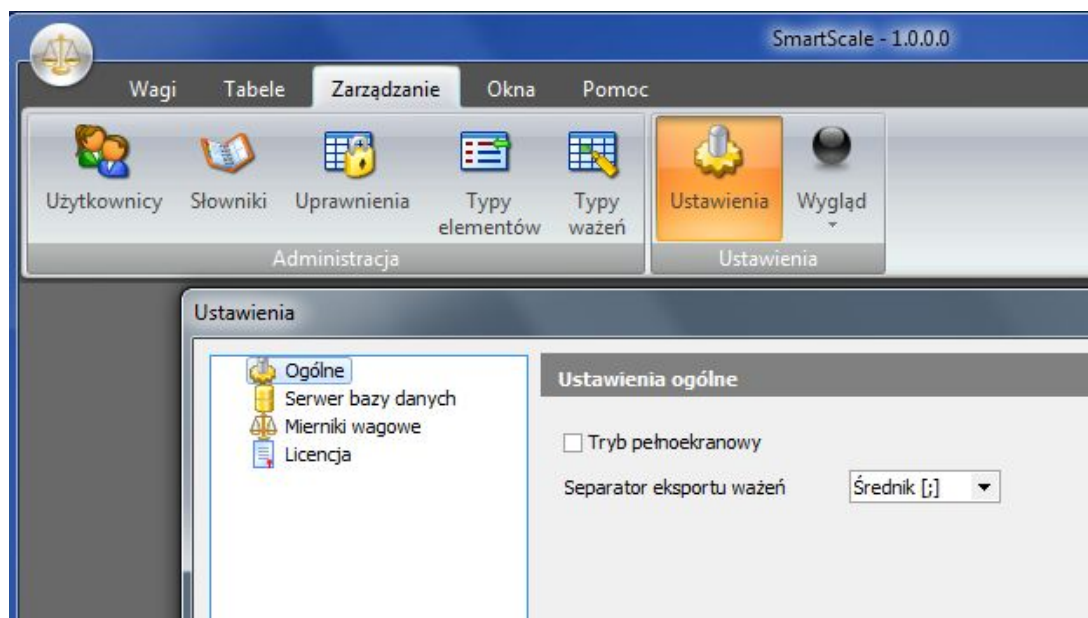 SmartScale - 1.0.0.0
Wagi Tabele Zarządzanie Okna Pomoc
Użytkownicy Słowniki Uprawnienia Typy elementów Typy ważeń Ustawienia Wygląd
Administracja Ustawienia
Ustawienia
Ogólne
Serwer bazy danych
Mierniki wagowe
Licencja
Ustawienia ogólne
Tryb pełnoekranowy
Separator eksportu ważeń Średnik [;]